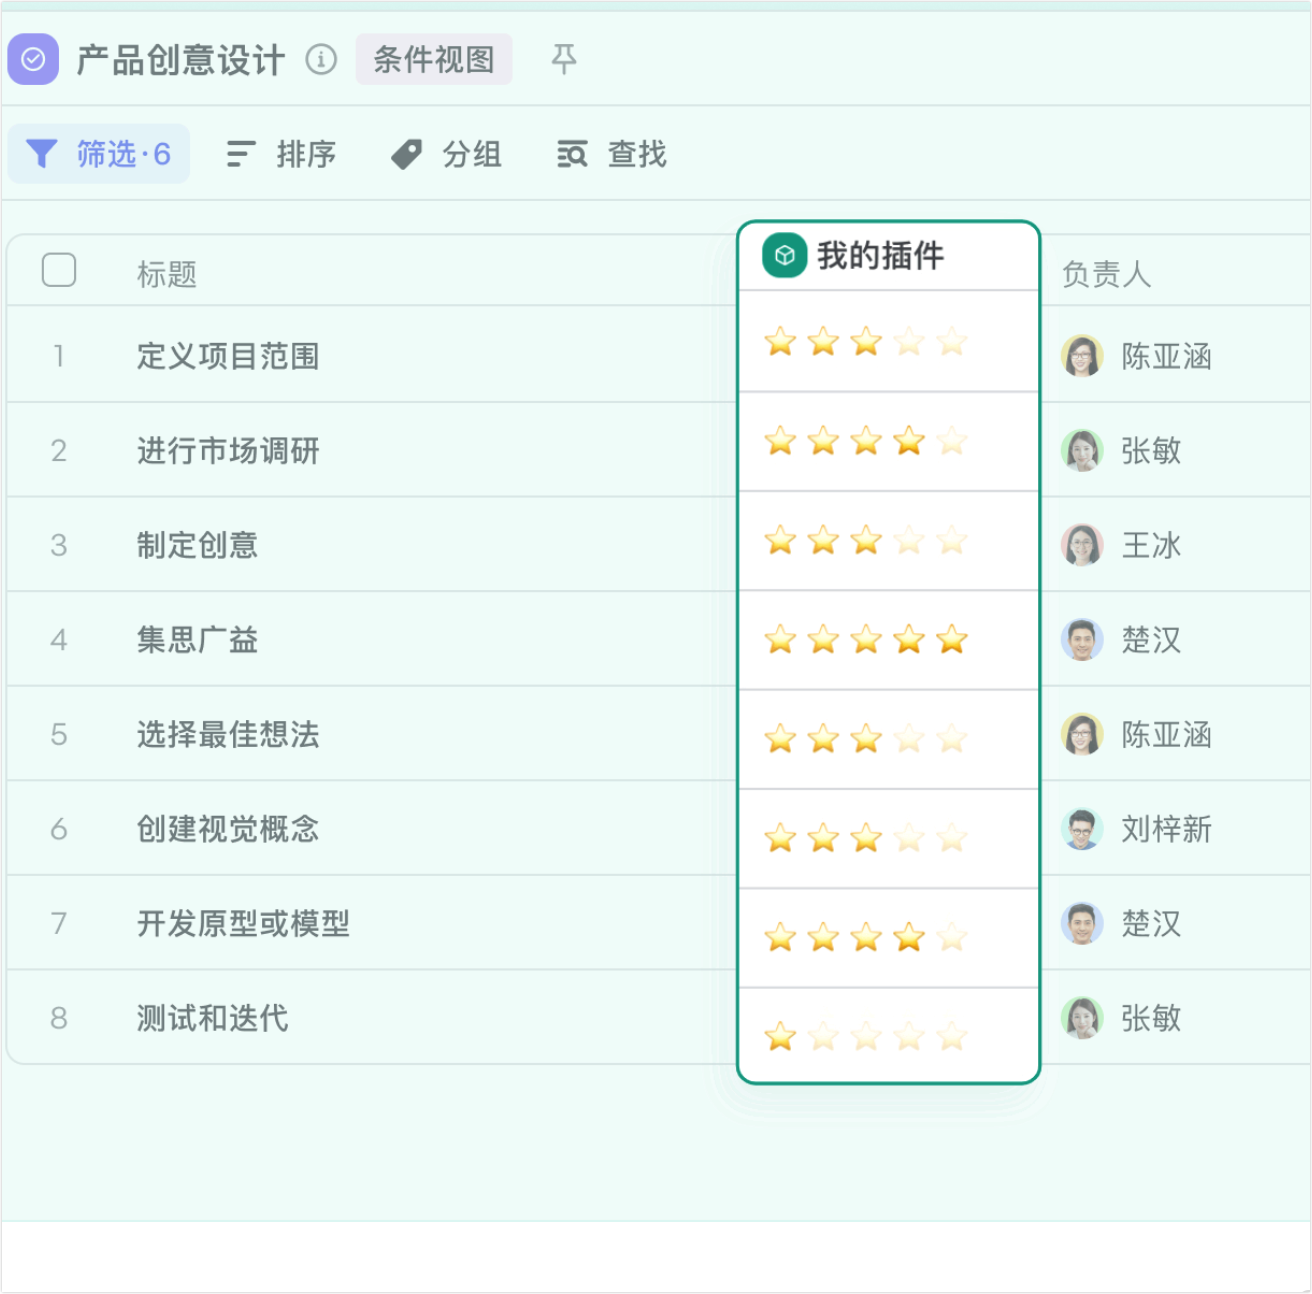 产品创意设计 条件视图
筛选·6 排序 分组 查找
标题 我的插件 负责人
1 定义项目范围 陈亚涵
2 进行市场调研 张敏
3 制定创意 王冰
4 集思广益 楚汉
5 选择最佳想法 陈亚涵
6 创建视觉概念 刘梓新
7 开发原型或模型 楚汉
8 测试和迭代 张敏